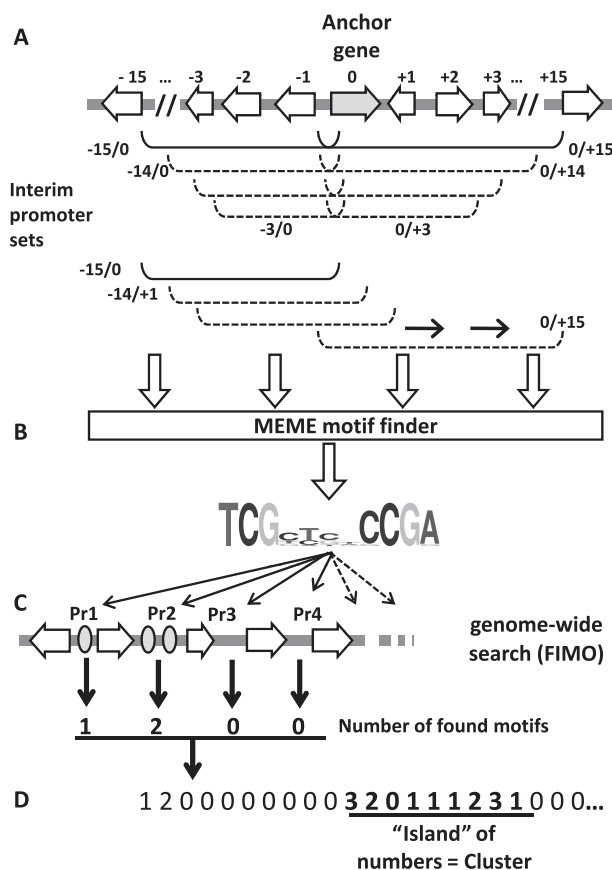 A
Anchor
gene
- 15 ... -3 -2 -1 0 +1 +2 +3 ... +15
-15/0 0/+15
-14/0 0/+14
Interim
promoter
sets
-3/0 0/+3
-15/0
-14/+1
0/+15
B
MEME motif finder
TCGCTC CCGA
C
Pr1 Pr2 Pr3 Pr4
genome-wide
search (FIMO)
1 2 0 0 Number of found motifs
D
1 2 0 0 0 0 0 0 0 0 0 3 2 0 1 1 1 2 3 1 0 0 0...
“Island” of
numbers = Cluster